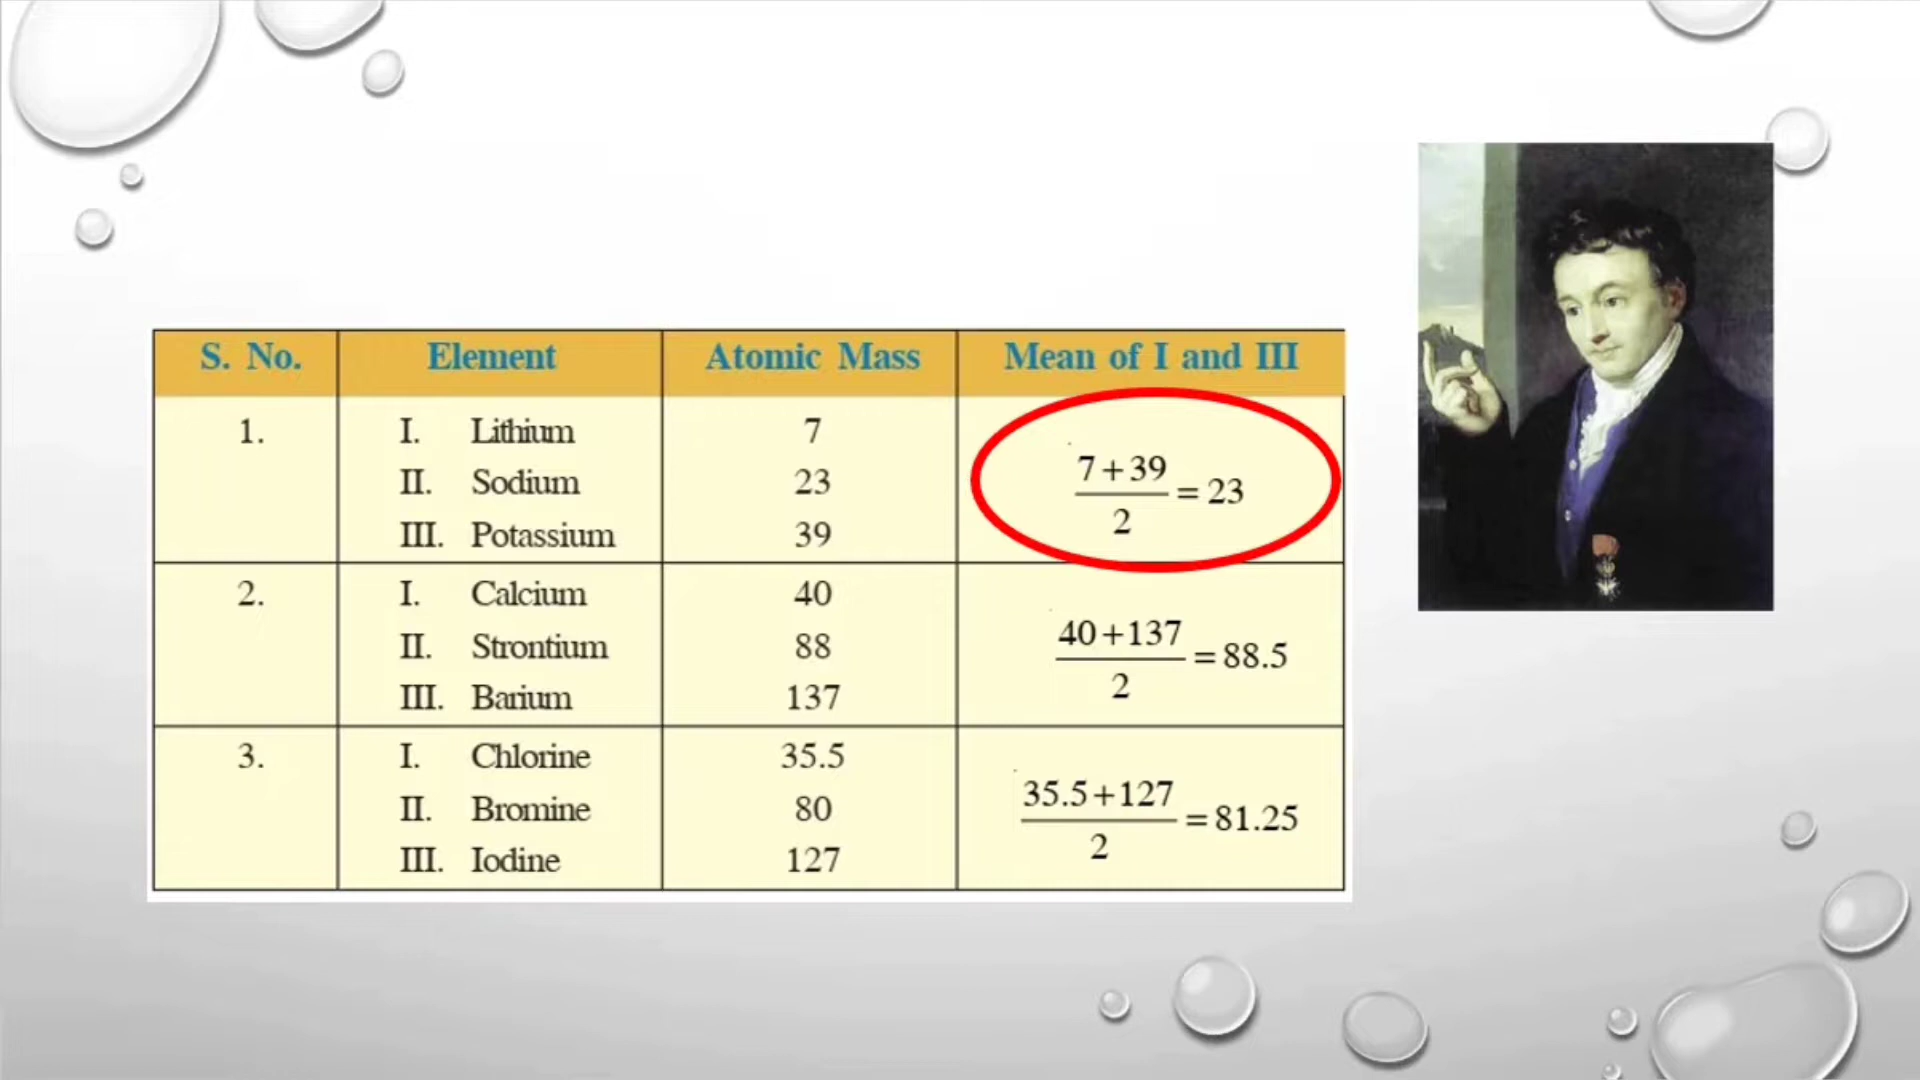 S. No. Element Atomic Mass Mean of I and III
1. I. Lithium 7
II. Sodium 23
III. Potassium 39
7+39
2
=23
2. I. Calcium 40
II. Strontium 88
III. Barium 137
40+137
2
=88.5
3. I. Chlorine 35.5
II. Bromine 80
III. Iodine 127
35.5+127
2
=81.25